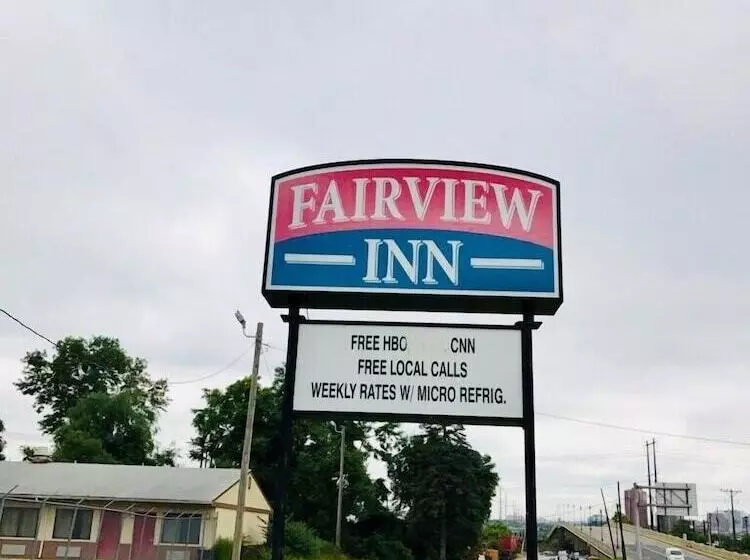 FAIRVIEW
INN
FREE HBO CNN
FREE LOCAL CALLS
WEEKLY RATES W/ MICRO REFRIG.